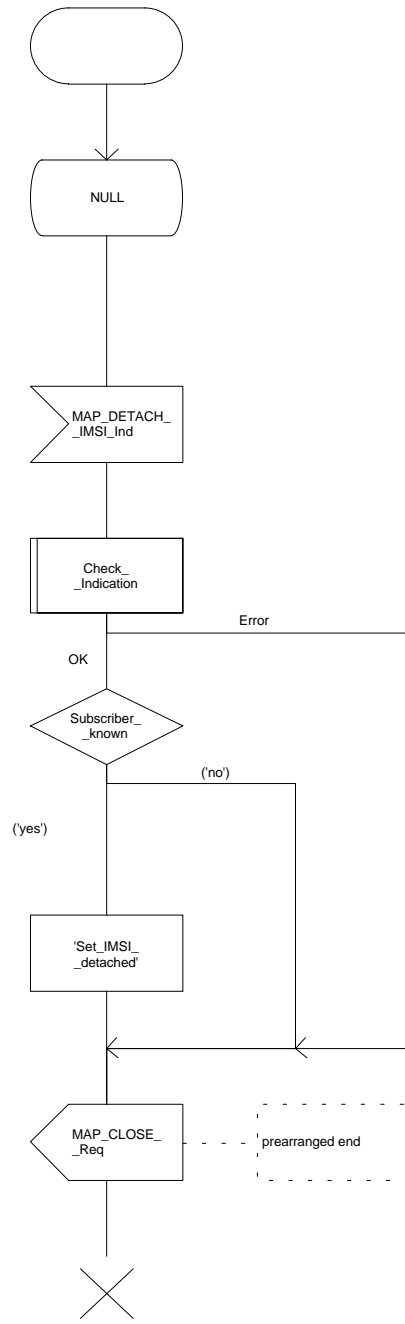 NULL
MAP_DETACH_
_IMSI_Ind
Check_
_Indication
Error
OK
Subscriber_
_known
('no')
('yes')
'Set_IMSI_
_detached'
MAP_CLOSE_
_Req
prearranged end